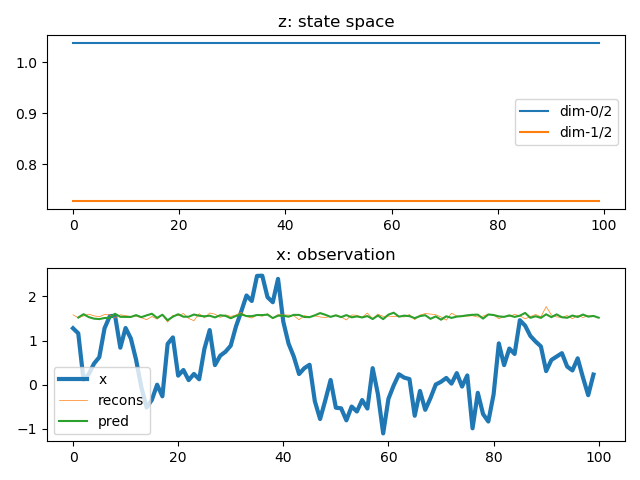 z: state space
1.0
0.9
0.8
dim-0/2
dim-1/2
0 20 40 60 80 100
x: observation
2
1
0
−1
x
recons
pred
0 20 40 60 80 100